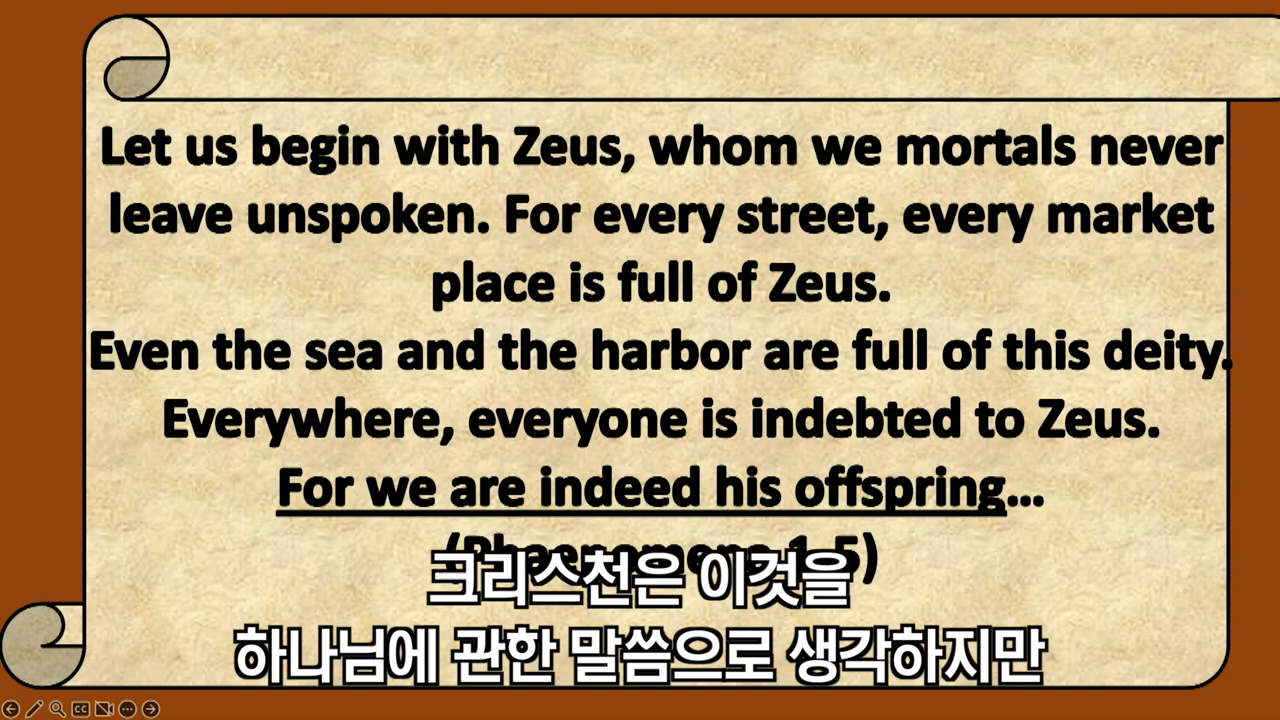 Let us begin with Zeus, whom we mortals never
leave unspoken. For every street, every market
place is full of Zeus.
Even the sea and the harbor are full of this deity.
Everywhere, everyone is indebted to Zeus.
For we are indeed his offspring...
(Phaenomena 1-5)
크리스천은 이것을
하나님에 관한 말씀으로 생각하지만